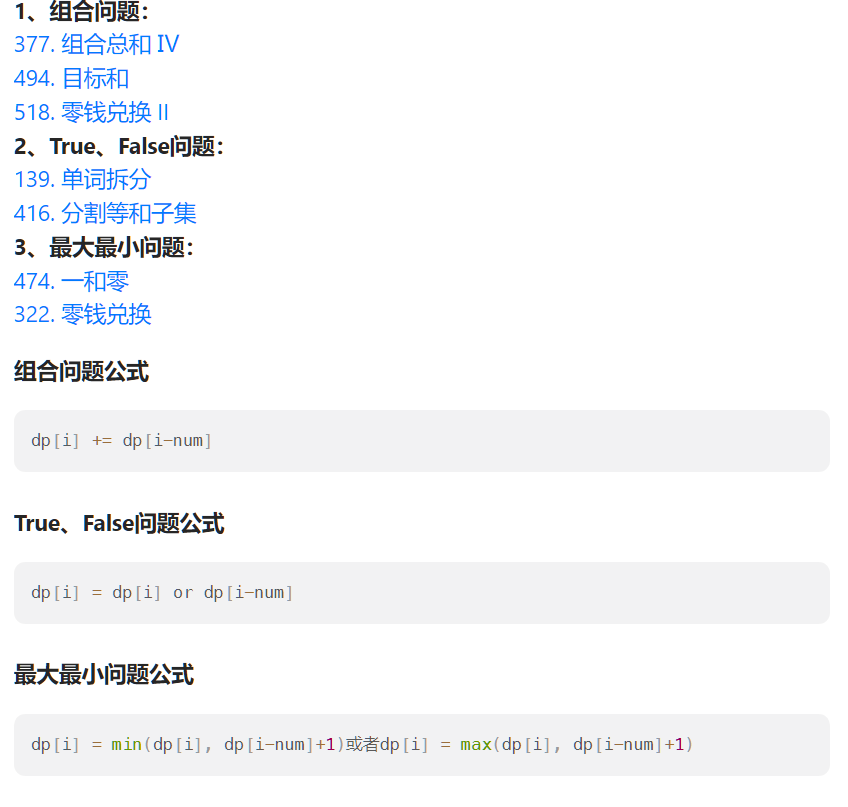 1、组合问题：
377. 组合总和 Ⅳ
494. 目标和
518. 零钱兑换 II
2、True、False问题：
139. 单词拆分
416. 分割等和子集
3、最大最小问题：
474. 一和零
322. 零钱兑换
组合问题公式
dp[i] += dp[i-num]
True、False问题公式
dp[i] = dp[i] or dp[i-num]
最大最小问题公式
dp[i] = min(dp[i], dp[i-num]+1)或者dp[i] = max(dp[i], dp[i-num]+1)